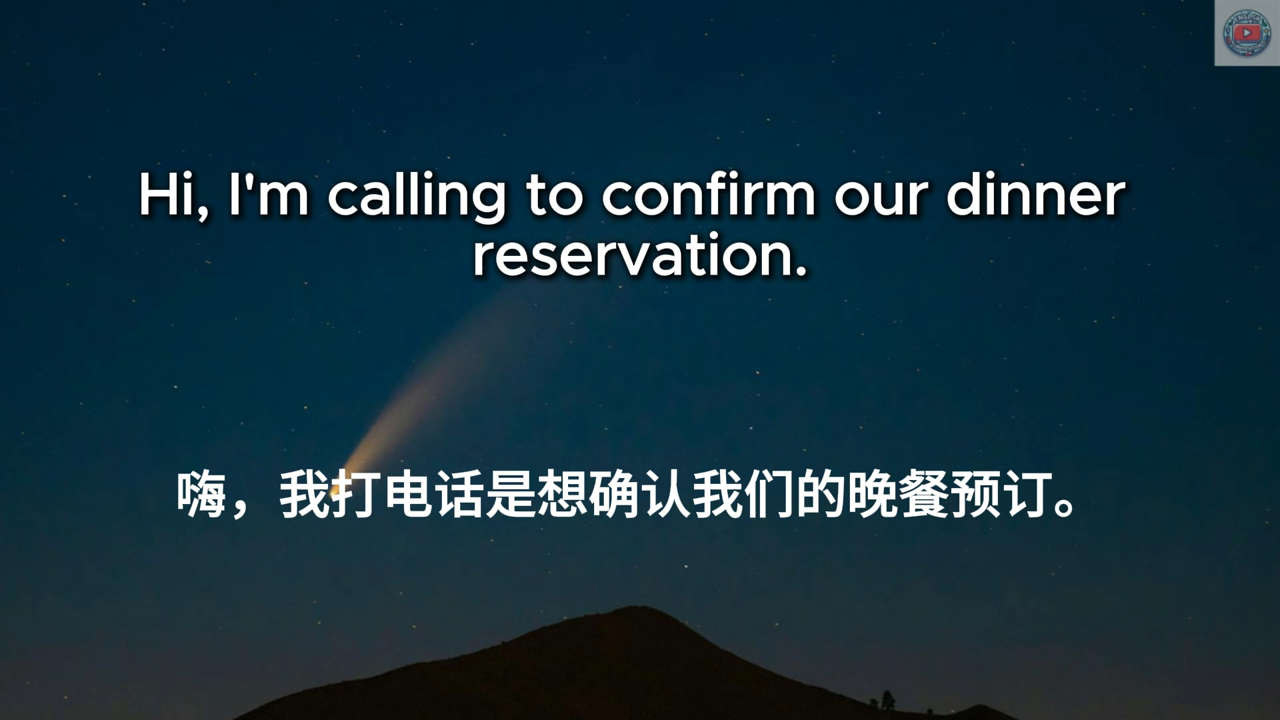 Hi, I'm calling to confirm our dinner
reservation.
嗨，我打电话是想确认我们的晚餐预订。